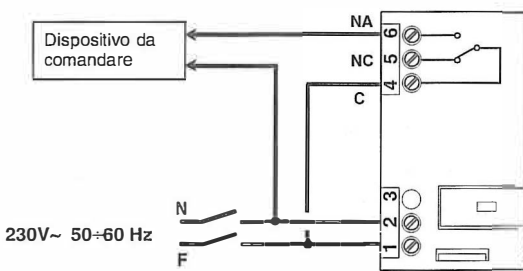 NA
Dispositivo da
comandare
6
NC
5
4
C
3
N
2
230V~ 50÷60 Hz
1
F